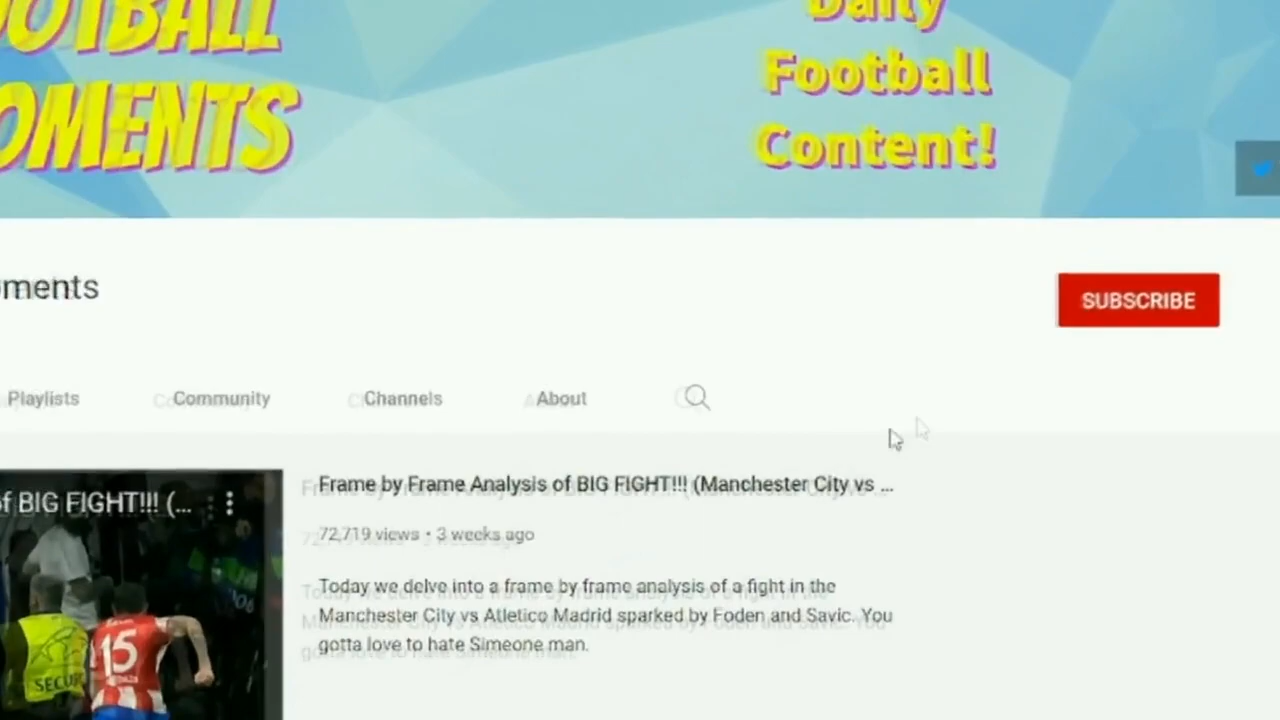 OOTBALL
OMENTS
Daily
Football
Content!
oments
SUBSCRIBE
Playlists
Community
Channels
About
of BIG FIGHT!!! (...
Frame by Frame Analysis of BIG FIGHT!!! (Manchester City vs ...
72,719 views • 3 weeks ago
Today we delve into a frame by frame analysis of a fight in the
Manchester City vs Atletico Madrid sparked by Foden and Savic. You
gotta love to hate Simeone man.
15
SECUR